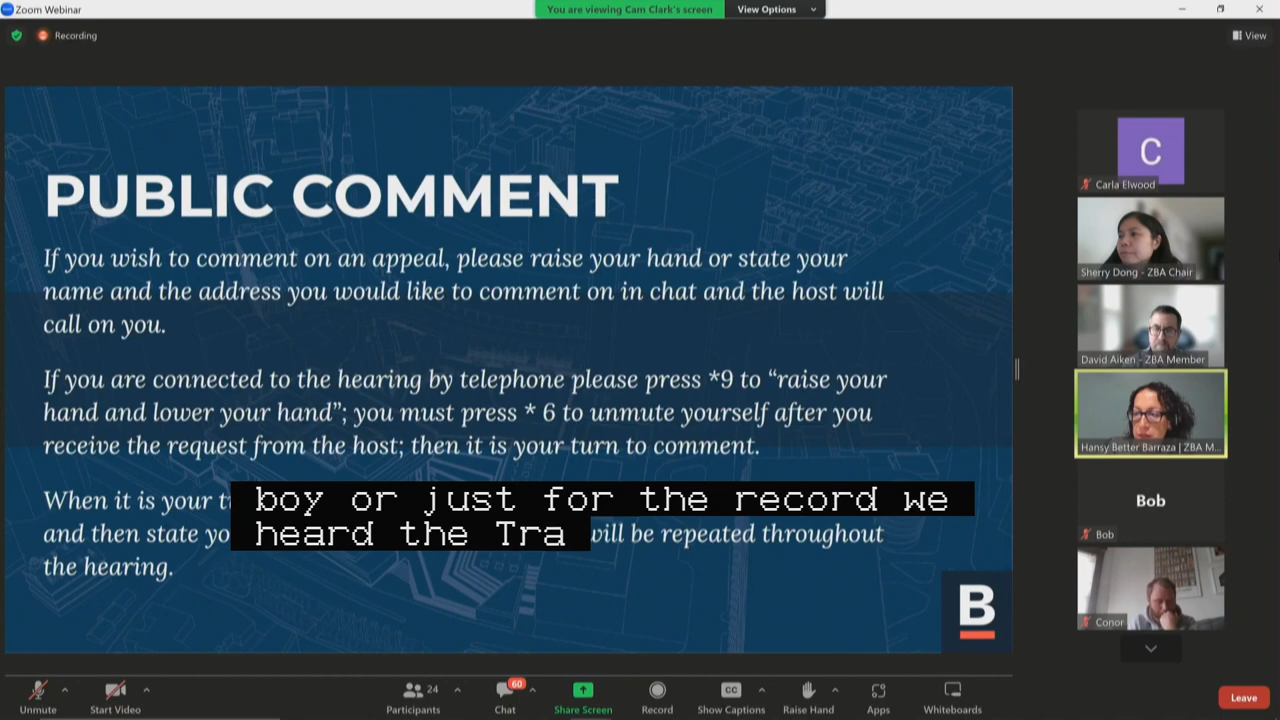 Zoom Webinar
You are viewing Cam Clark's screen
View Options
Recording
View
PUBLIC COMMENT
If you wish to comment on an appeal, please raise your hand or state your
name and the address you would like to comment on in chat and the host will
call on you.
If you are connected to the hearing by telephone please press *9 to “raise your
hand and lower your hand”; you must press * 6 to unmute yourself after you
receive the request from the host; then it is your turn to comment.
When it is your
boy or just for the record we
and then state
heard the Tra
will be repeated throughout
the hearing.
B
C
Carla Elwood
Sherry Dong - ZBA Chair
David Aiken - ZBA Member
Hansy Better Barraza | ZBA M...
Bob
Bob
Conor
Unmute
Start Video
24
Participants
60
Chat
Share Screen
Record
CC
Show Captions
Raise Hand
Apps
Whiteboards
Leave